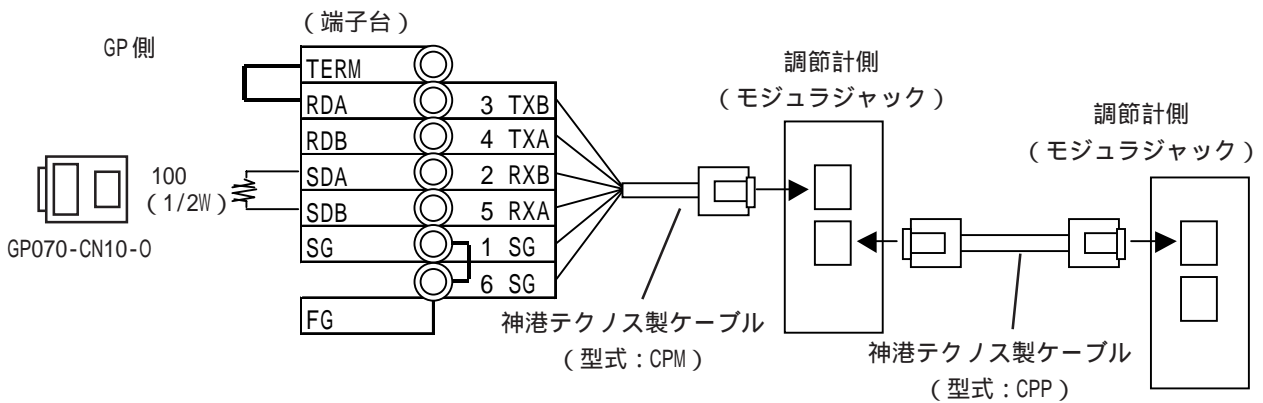 （端子台）
GP側
TERM
RDA 3 TXB
RDB 4 TXA
SDA 2 RXB
SDB 5 RXA
SG 1 SG
6 SG
FG
100
（1/2W）
GP070-CN10-O
調節計側
（モジュラジャック）
調節計側
（モジュラジャック）
神港テクノス製ケーブル
（型式：CPM）
神港テクノス製ケーブル
（型式：CPP）